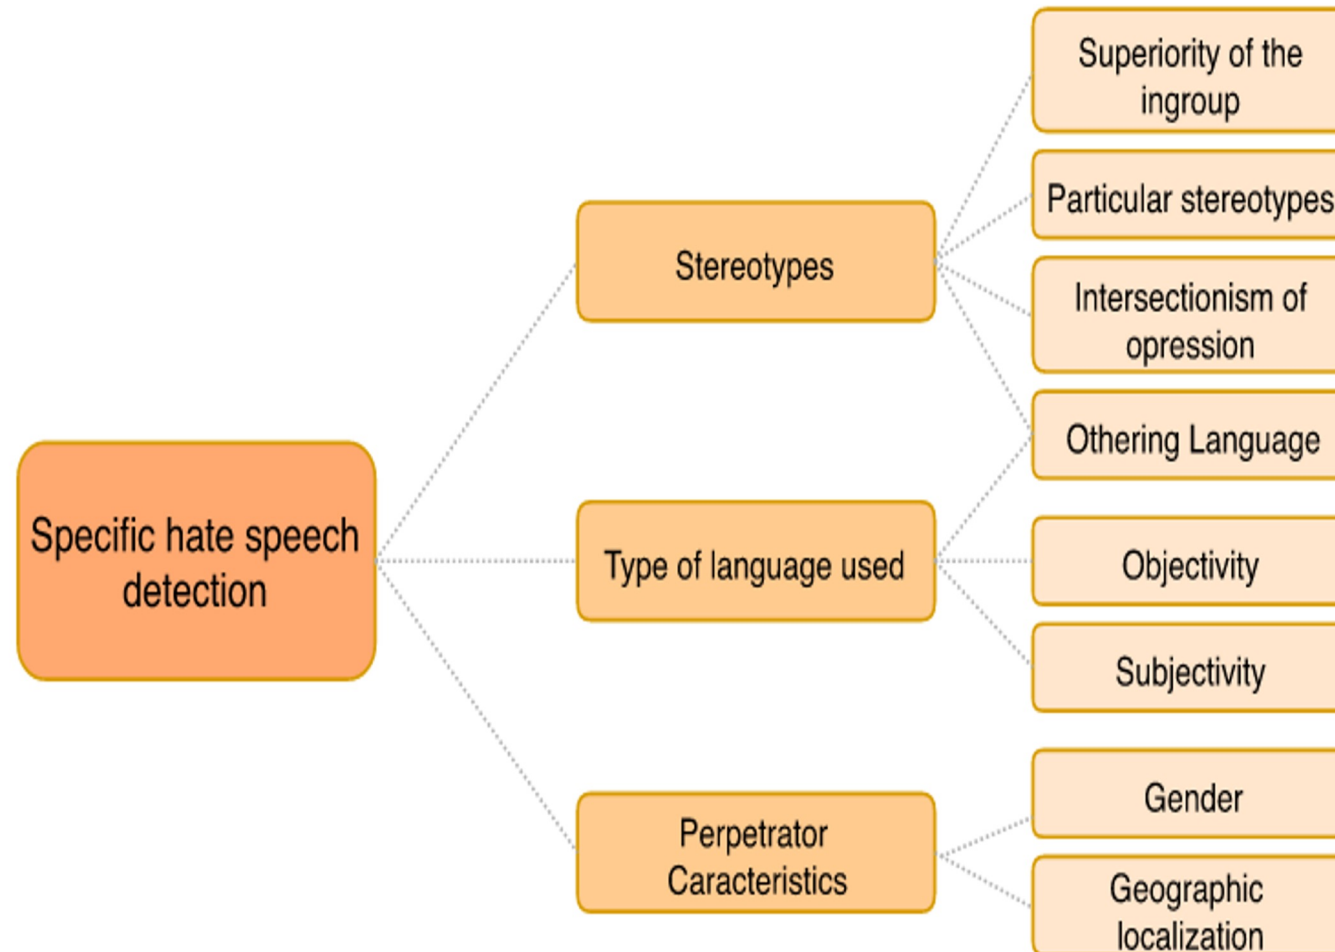 Superiority of the
ingroup
Particular stereotypes
Stereotypes
Intersectionism of
opression
Othering Language
Specific hate speech
detection
Type of language used
Objectivity
Subjectivity
Perpetrator
Caracteristics
Gender
Geographic
localization